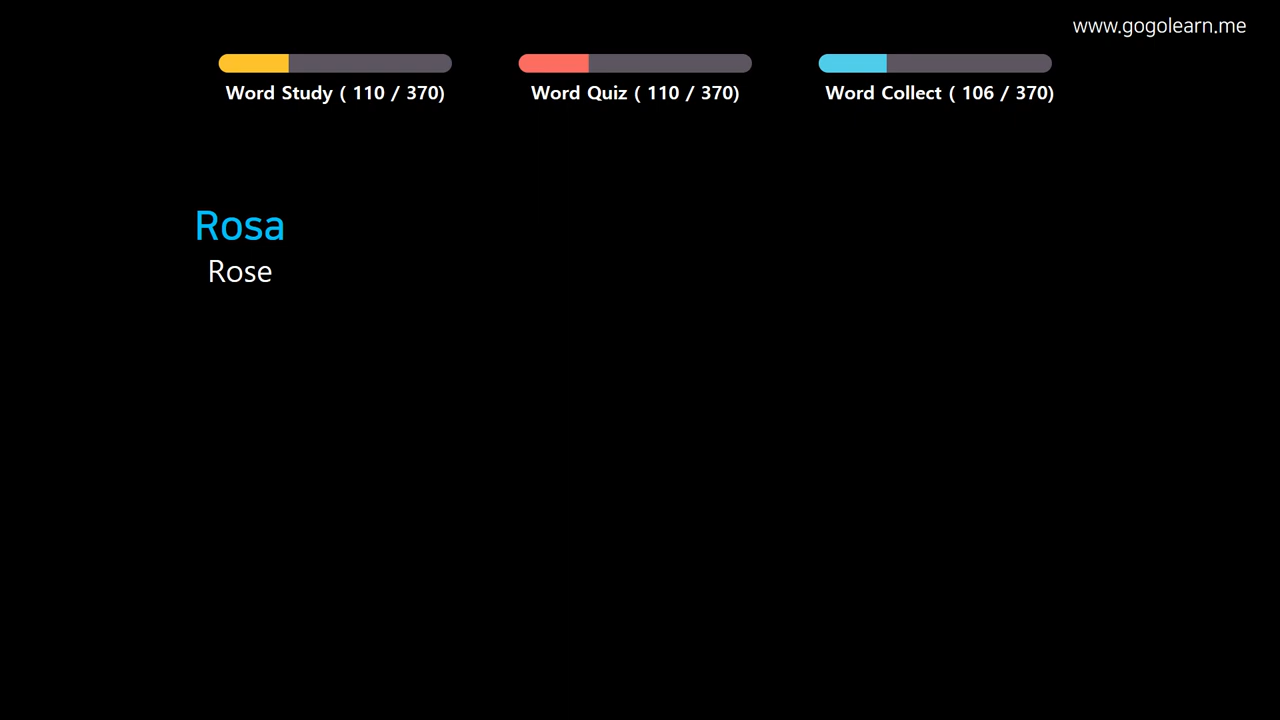 www.gogolearn.me
Word Study ( 110 / 370)
Word Quiz ( 110 / 370)
Word Collect ( 106 / 370)
Rosa
Rose